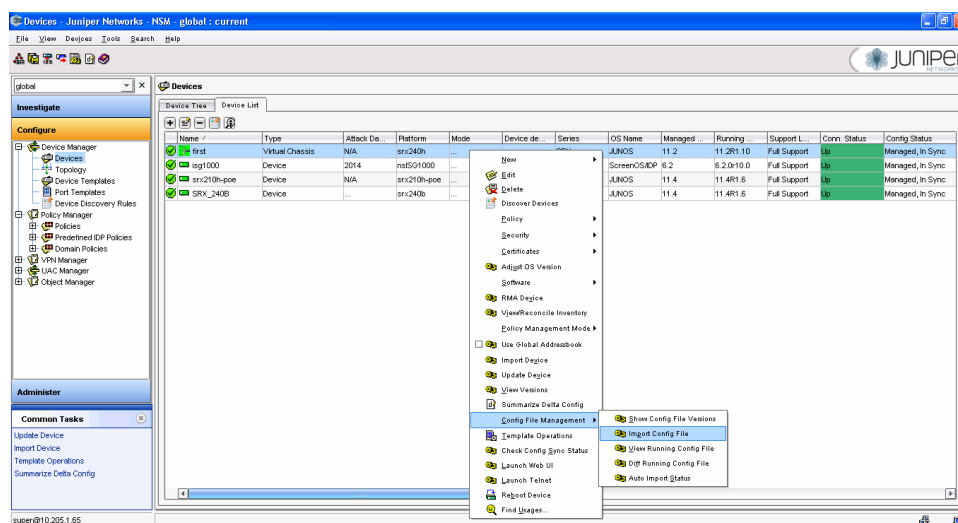 Devices - Juniper Networks - NSM - global : current
File View Devices Tools Search Help
JUNIPE
NETWORK
global
Devices
Investigate
Device Tree Device List
Configure
Device Manager
Devices
Topology
Device Templates
Port Templates
Device Discovery Rules
Policy Manager
Policies
Predefined IDP Policies
Domain Policies
VPN Manager
UAC Manager
Object Manager
Administer
Common Tasks
Update Device
Import Device
Template Operations
Summarize Delta Config
Name / Type Attack Da... Platform Mode Device de... Series OS Name Managed ... Running ... Support L... Conn. Status Config Status
first Virtual Chassis N/A srx240h ... JUNOS 11.2 11.2R1.10 Full Support Up Managed, In Sync
isg1000 Device 2014 nsISG1000 ... ScreenOS/IDP 6.2 6.2.0r10.0 Full Support Up Managed, In Sync
srx210h-poe Device N/A srx210h-poe ... JUNOS 11.4 11.4R1.6 Full Support Up Managed, In Sync
SRX_240B Device ... srx240b ... JUNOS 11.4 11.4R1.6 Full Support Up Managed, In Sync
New
Edit
Delete
Discover Devices
Policy
Security
Certificates
Adjust OS Version
Software
RMA Device
View/Reconcile Inventory
Policy Management Mode
Use Global Addressbook
Import Device
Update Device
View Versions
Summarize Delta Config
Config File Management
Template Operations
Check Config Sync Status
Launch Web UI
Launch Telnet
Reboot Device
Find Usages...
Show Config File Versions
Import Config File
View Running Config File
Diff Running Config File
Auto Import Status
super@10.205.1.65